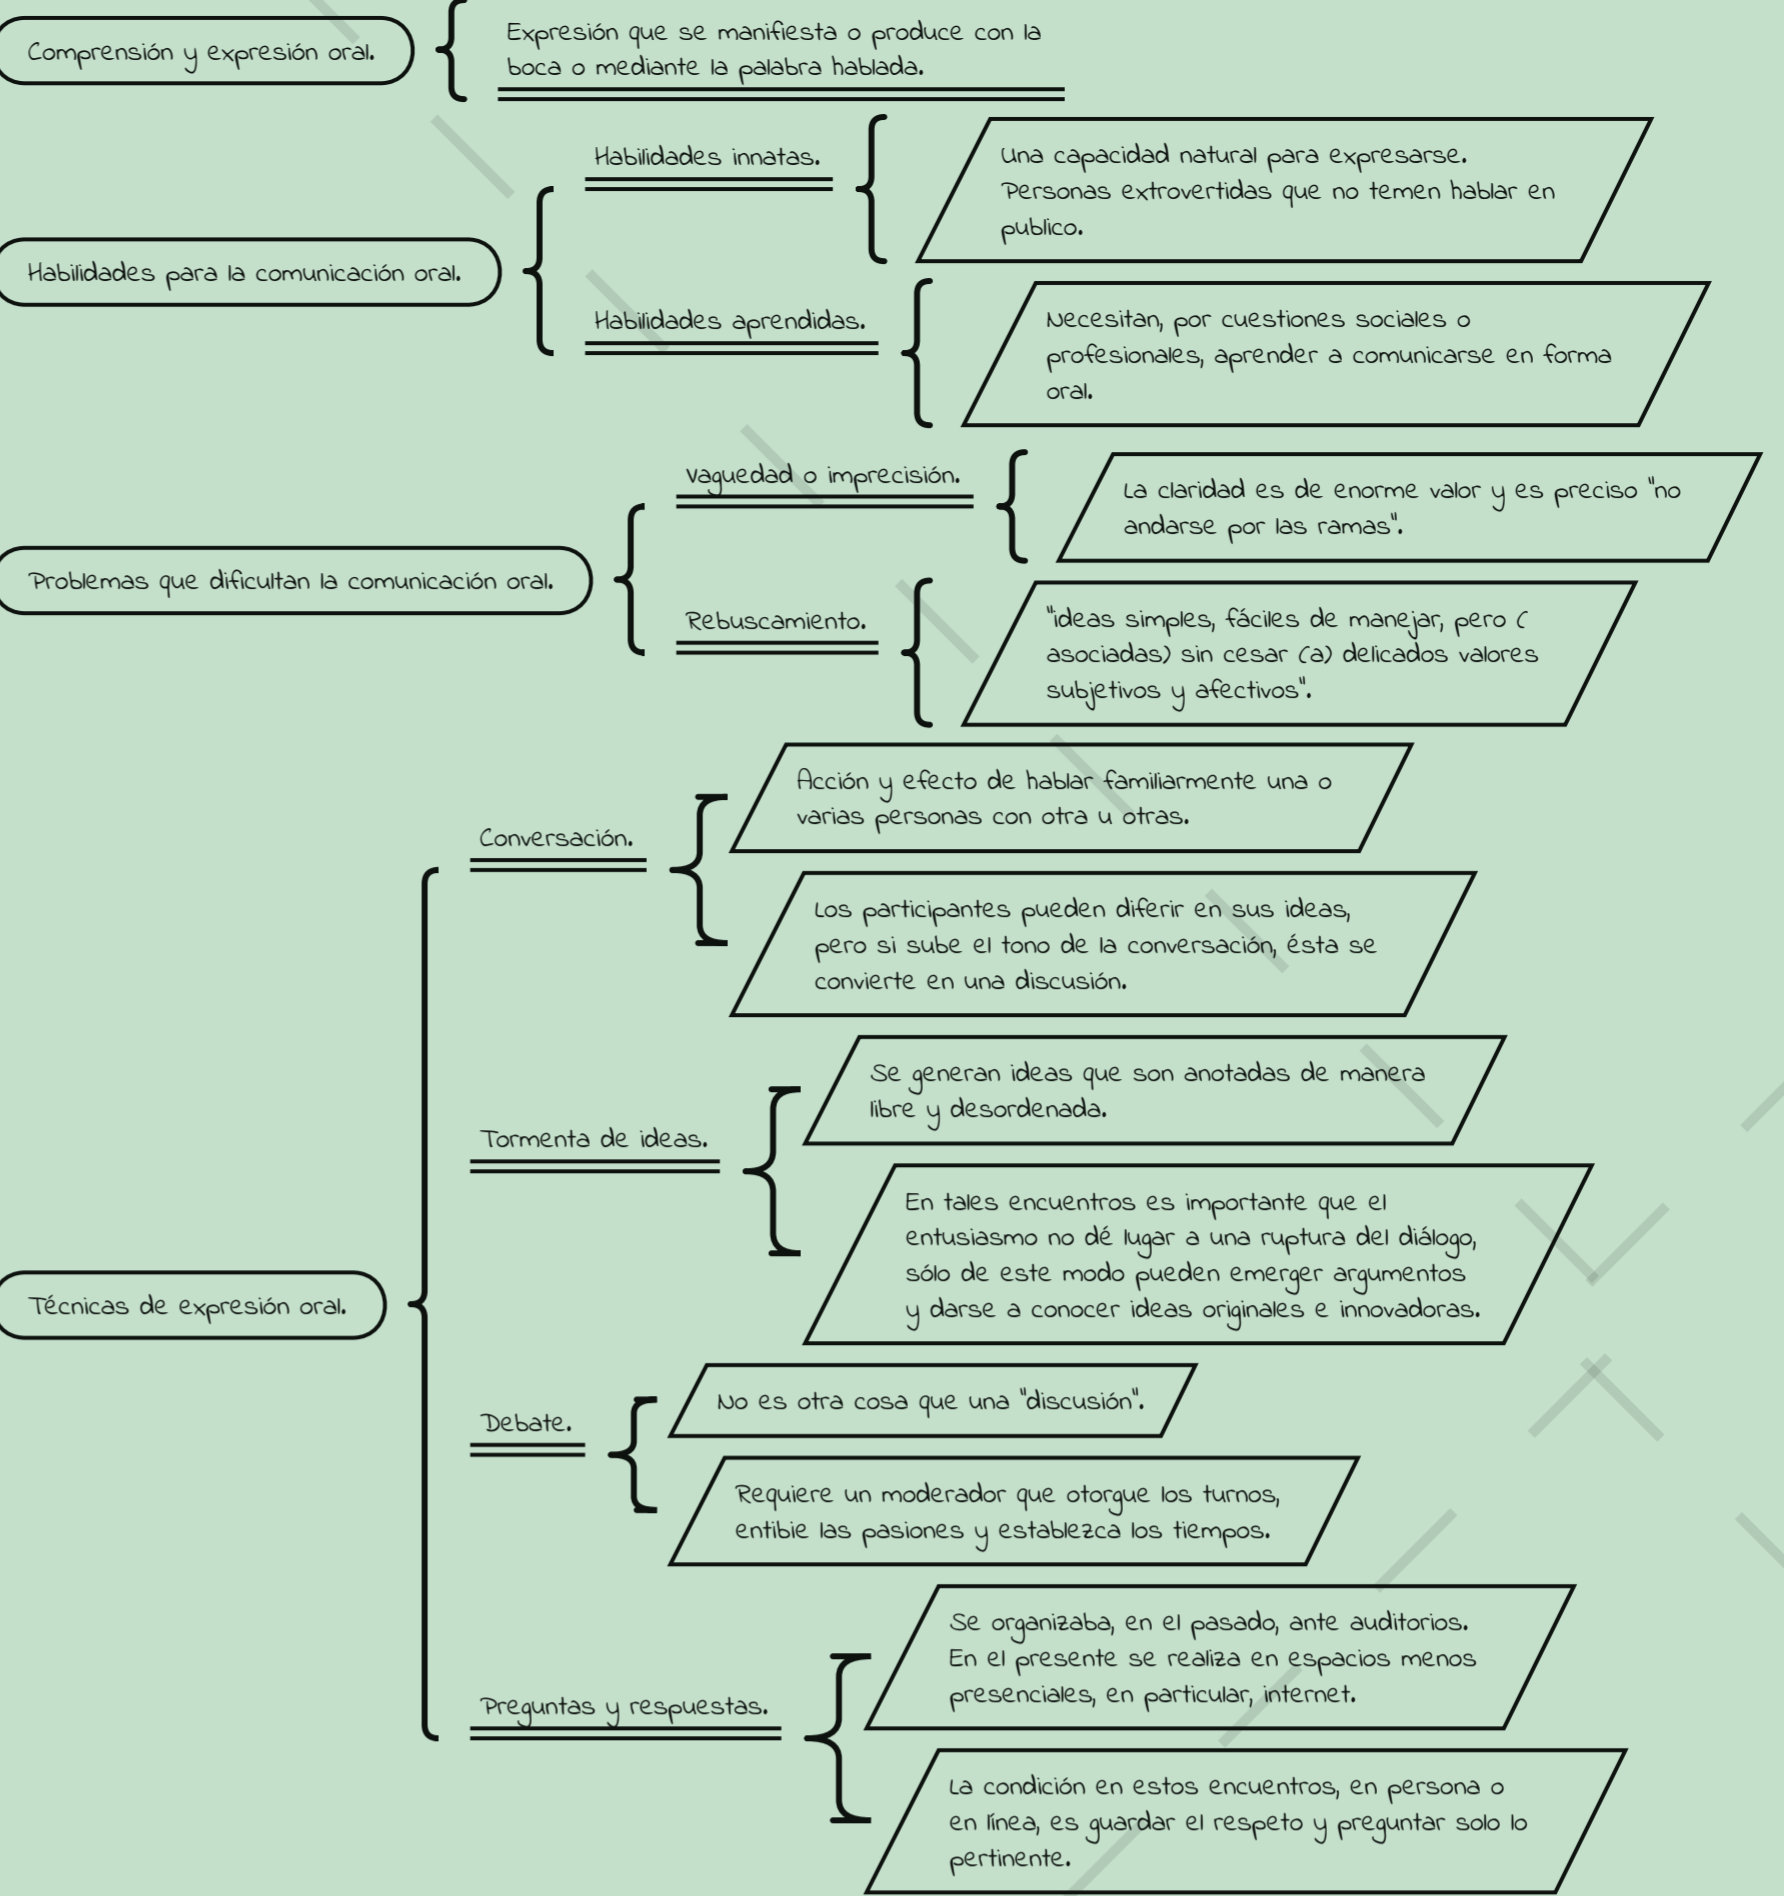 Comprensión y expresión oral.
Expresión que se manifiesta o produce con la
boca o mediante la palabra hablada.
Habilidades para la comunicación oral.
Habilidades innatas.
Una capacidad natural para expresarse.
Personas extrovertidas que no temen hablar en
publico.
Habilidades aprendidas.
Necesitan, por cuestiones sociales o
profesionales, aprender a comunicarse en forma
oral.
Problemas que dificultan la comunicación oral.
Vaguedad o imprecisión.
La claridad es de enorme valor y es preciso "no
andarse por las ramas".
Rebuscamiento.
"ideas simples, fáciles de manejar, pero (
asociadas) sin cesar (a) delicados valores
subjetivos y afectivos".
Técnicas de expresión oral.
Conversación.
Acción y efecto de hablar familiarmente una o
varias personas con otra u otras.
Los participantes pueden diferir en sus ideas,
pero si sube el tono de la conversación, ésta se
convierte en una discusión.
Tormenta de ideas.
Se generan ideas que son anotadas de manera
libre y desordenada.
En tales encuentros es importante que el
entusiasmo no dé lugar a una ruptura del diálogo,
sólo de este modo pueden emerger argumentos
y darse a conocer ideas originales e innovadoras.
Debate.
No es otra cosa que una "discusión".
Requiere un moderador que otorgue los turnos,
entibie las pasiones y establezca los tiempos.
Preguntas y respuestas.
Se organizaba, en el pasado, ante auditorios.
En el presente se realiza en espacios menos
presenciales, en particular, internet.
La condición en estos encuentros, en persona o
en línea, es guardar el respeto y preguntar solo lo
pertinente.